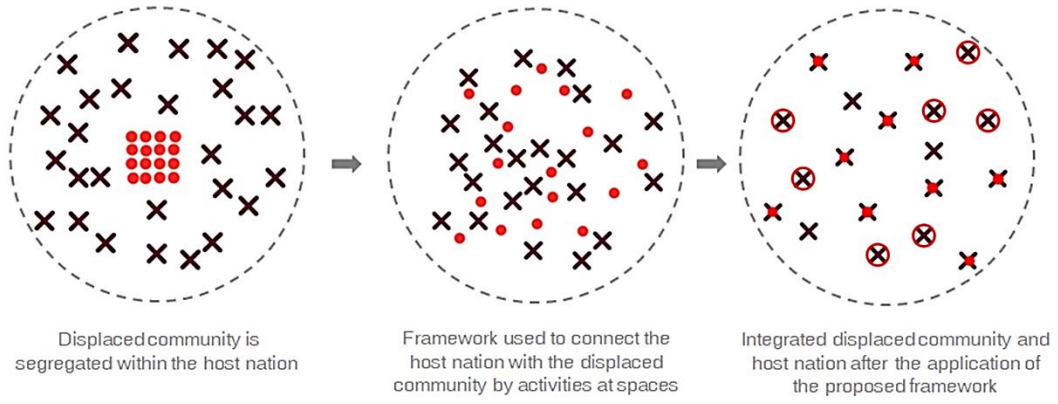 Displaced community is
segregated within the host nation
Framework used to connect the
host nation with the displaced
community by activities at spaces
Integrated displaced community and
host nation after the application of
the proposed framework